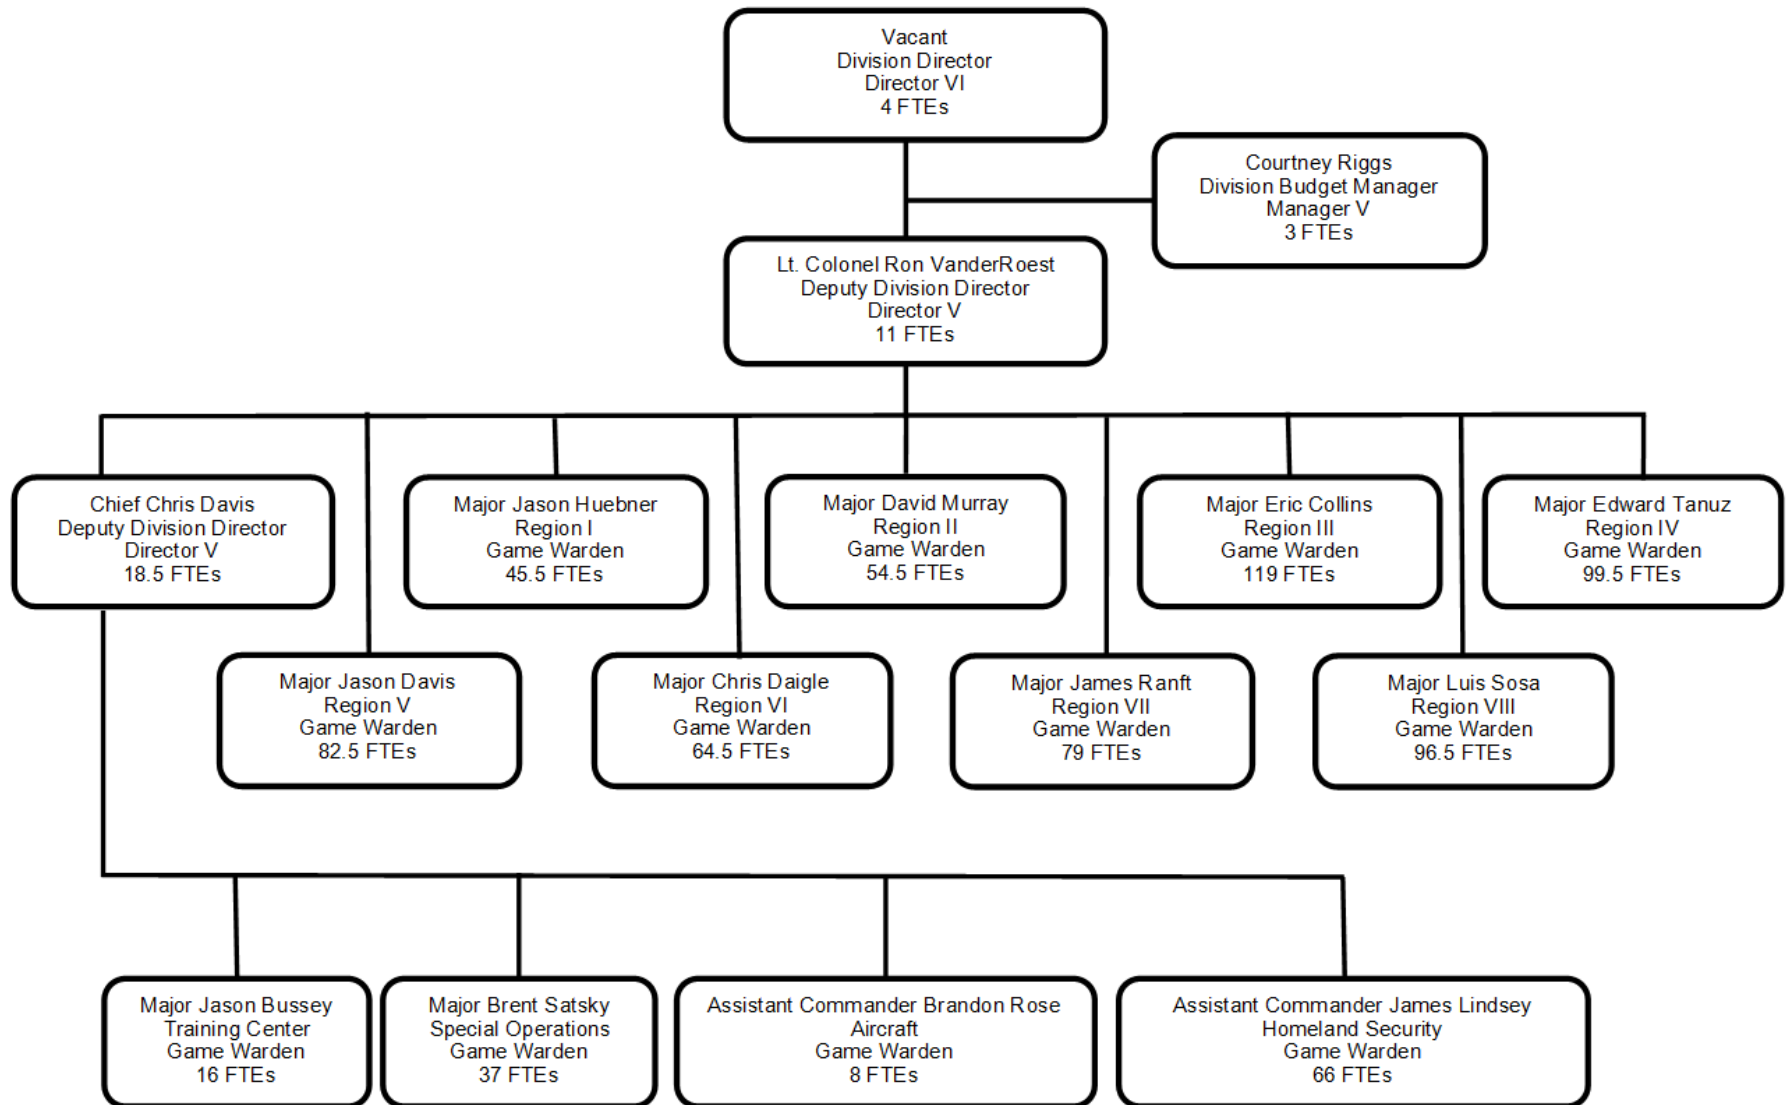 Vacant
Division Director
Director VI
4 FTEs
Courtney Riggs
Division Budget Manager
Manager V
3 FTEs
Lt. Colonel Ron VanderRoest
Deputy Division Director
Director V
11 FTEs
Chief Chris Davis
Deputy Division Director
Director V
18.5 FTEs
Major Jason Huebner
Region I
Game Warden
45.5 FTEs
Major David Murray
Region II
Game Warden
54.5 FTEs
Major Eric Collins
Region III
Game Warden
119 FTEs
Major Edward Tanuz
Region IV
Game Warden
99.5 FTEs
Major Jason Davis
Region V
Game Warden
82.5 FTEs
Major Chris Daigle
Region VI
Game Warden
64.5 FTEs
Major James Ranft
Region VII
Game Warden
79 FTEs
Major Luis Sosa
Region VIII
Game Warden
96.5 FTEs
Major Jason Bussey
Training Center
Game Warden
16 FTEs
Major Brent Satsky
Special Operations
Game Warden
37 FTEs
Assistant Commander Brandon Rose
Aircraft
Game Warden
8 FTEs
Assistant Commander James Lindsey
Homeland Security
Game Warden
66 FTEs